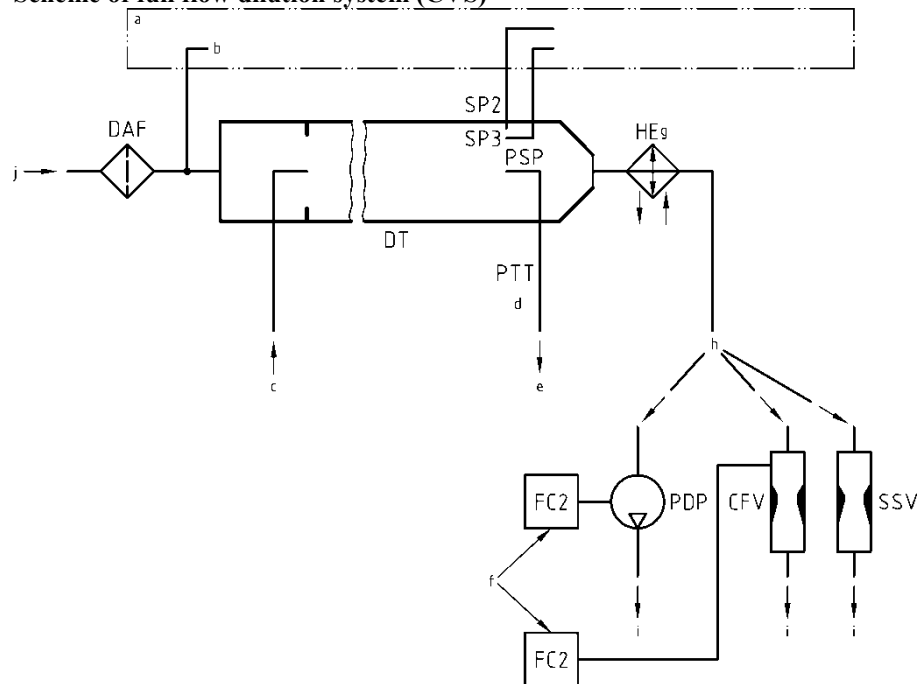 Scheme of full flow dilution system (CVS)
a
b
SP2
DAF
SP3
HEg
PSP
j
DT
PTT
d
h
c
e
FC2
PDP
CFV
SSV
f
i
i
i
FC2